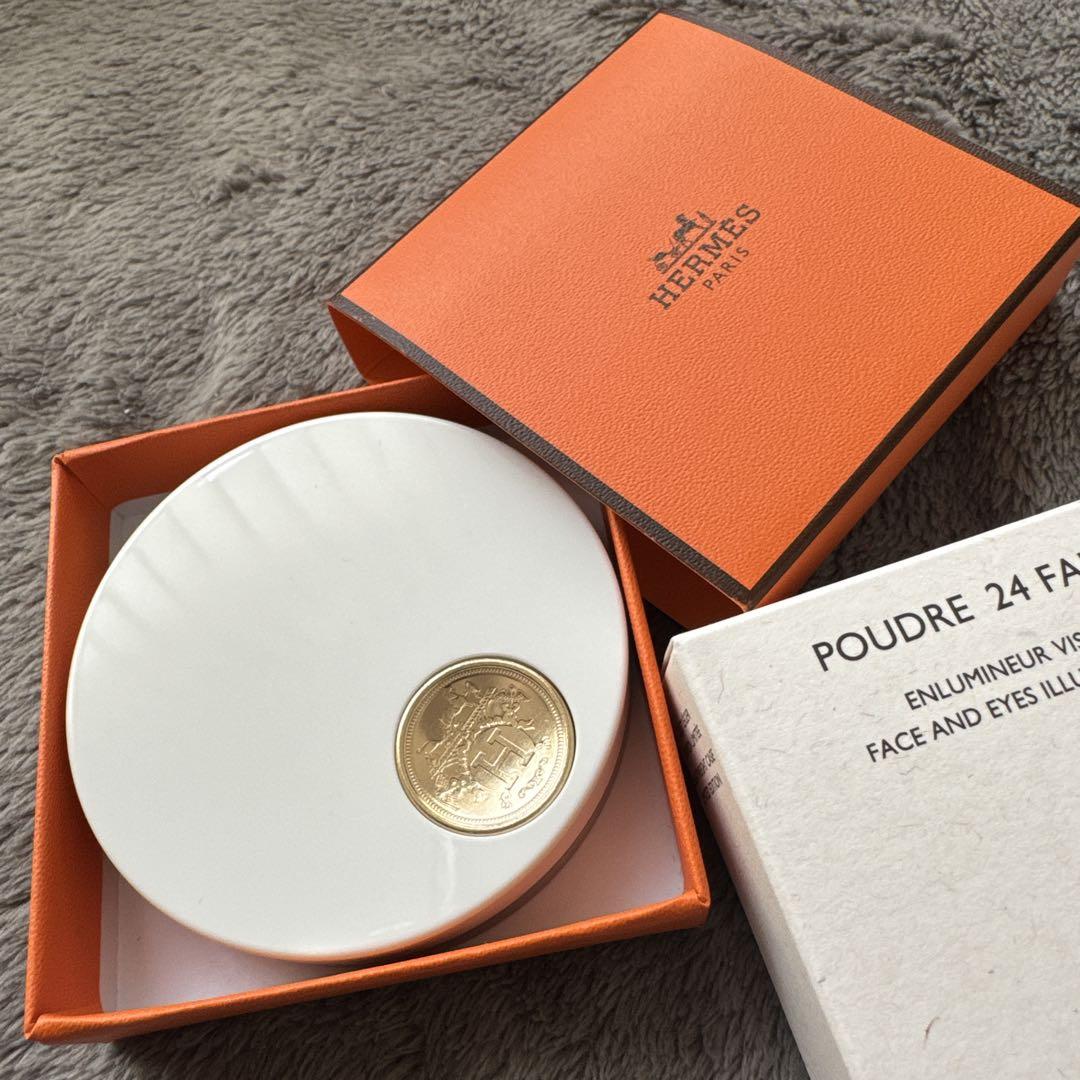 HERMÈS
PARIS
POUDRE 24 FA
ENLUMINEUR VIS
FACE AND EYES ILLU
H